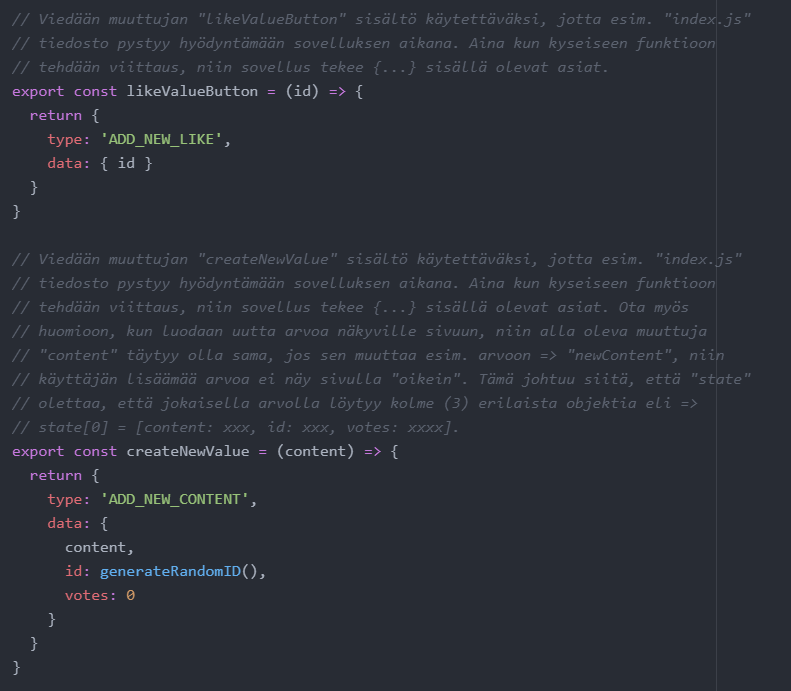 // Viedään muuttujan "likeValueButton" sisältö käytettäväksi, jotta esim. "index.js"
// tiedosto pystyy hyödyntämään sovelluksen aikana. Aina kun kyseiseen funktioon
// tehdään viittaus, niin sovellus tekee {...} sisällä olevat asiat.
export const likeValueButton = (id) => {
  return {
    type: 'ADD_NEW_LIKE',
    data: { id }
  }
}

// Viedään muuttujan "createNewValue" sisältö käytettäväksi, jotta esim. "index.js"
// tiedosto pystyy hyödyntämään sovelluksen aikana. Aina kun kyseiseen funktioon
// tehdään viittaus, niin sovellus tekee {...} sisällä olevat asiat. Ota myös
// huomioon, kun luodaan uutta arvoa näkyville sivuun, niin alla oleva muuttuja
// "content" täytyy olla sama, jos sen muuttaa esim. arvoon => "newContent", niin
// käyttäjän lisäämää arvoa ei näy sivulla "oikein". Tämä johtuu siitä, että "state"
// olettaa, että jokaisella arvolla löytyy kolme (3) erilaista objektia eli =>
// state[0] = [content: xxx, id: xxx, votes: xxxx].
export const createNewValue = (content) => {
  return {
    type: 'ADD_NEW_CONTENT',
    data: {
      content,
      id: generateRandomID(),
      votes: 0
    }
  }
}